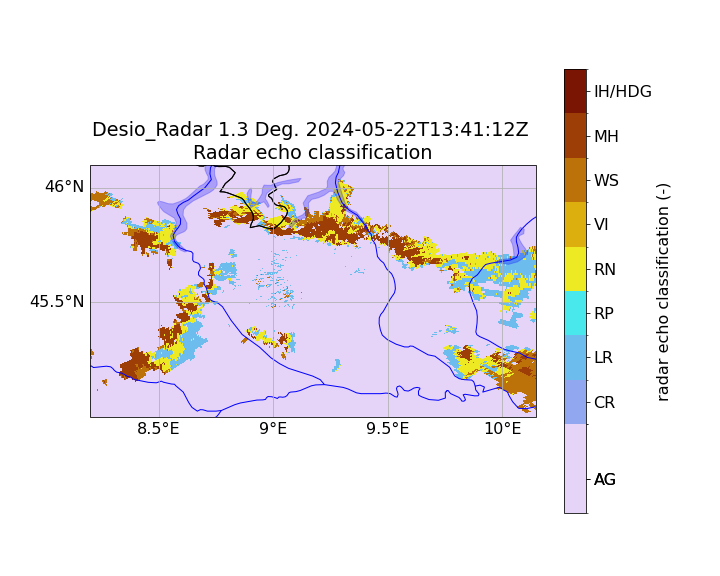 Desio_Radar 1.3 Deg. 2024-05-22T13:41:12Z
Radar echo classification
46°N
45.5°N
8.5°E
9°E
9.5°E
10°E
IH/HDG
MH
WS
VI
RN
RP
LR
CR
AG
radar echo classification (-)